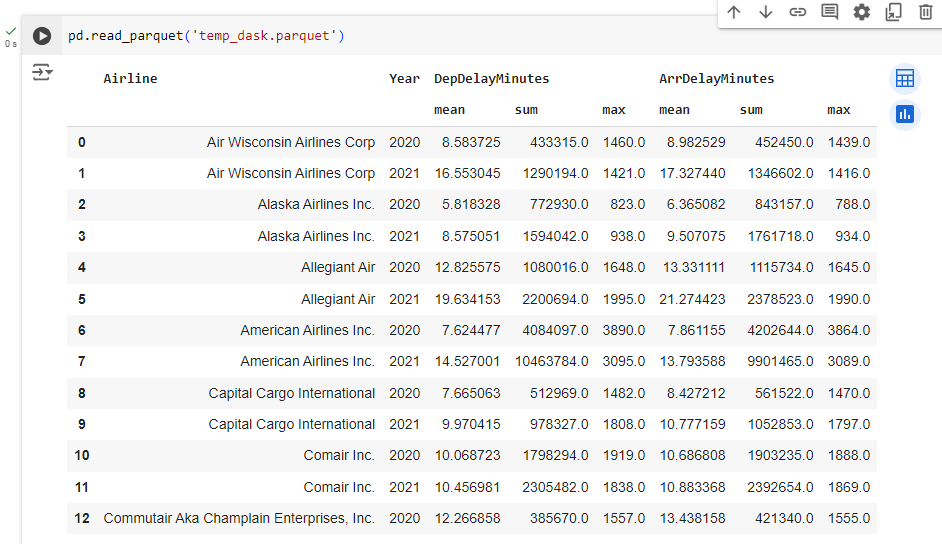 0 s
pd.read_parquet('temp_dask.parquet')
Airline Year DepDelayMinutes ArrDelayMinutes
mean sum max mean sum max
0 Air Wisconsin Airlines Corp 2020 8.583725 433315.0 1460.0 8.982529 452450.0 1439.0
1 Air Wisconsin Airlines Corp 2021 16.553045 1290194.0 1421.0 17.327440 1346602.0 1416.0
2 Alaska Airlines Inc. 2020 5.818328 772930.0 823.0 6.365082 843157.0 788.0
3 Alaska Airlines Inc. 2021 8.575051 1594042.0 938.0 9.507075 1761718.0 934.0
4 Allegiant Air 2020 12.825575 1080016.0 1648.0 13.331111 1115734.0 1645.0
5 Allegiant Air 2021 19.634153 2200694.0 1995.0 21.274423 2378523.0 1990.0
6 American Airlines Inc. 2020 7.624477 4084097.0 3890.0 7.861155 4202644.0 3864.0
7 American Airlines Inc. 2021 14.527001 10463784.0 3095.0 13.793588 9901465.0 3089.0
8 Capital Cargo International 2020 7.665063 512969.0 1482.0 8.427212 561522.0 1470.0
9 Capital Cargo International 2021 9.970415 978327.0 1808.0 10.777159 1052853.0 1797.0
10 Comair Inc. 2020 10.068723 1798294.0 1919.0 10.686808 1903235.0 1888.0
11 Comair Inc. 2021 10.456981 2305482.0 1838.0 10.883368 2392654.0 1869.0
12 Commutair Aka Champlain Enterprises, Inc. 2020 12.266858 385670.0 1557.0 13.438158 421340.0 1555.0